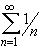 ∞
∑ 1/n
n=1